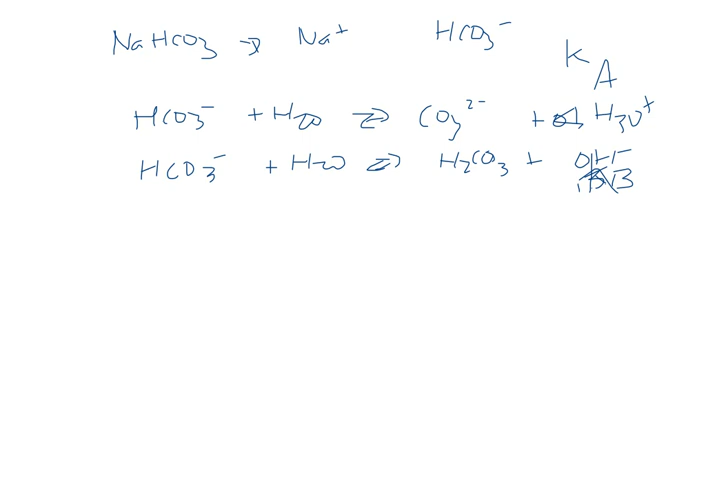 NaHCO3 → Na+ HCO3- K A
HCO3- + H2O ⇌ CO3 2- + H3O+
HCO3- + H2O ⇌ H2CO3 + OH-
B